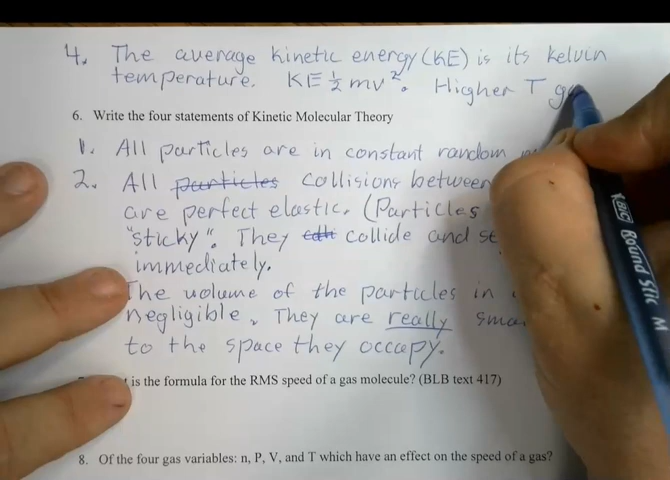 4. The average kinetic energy (KE) is its kelvin
temperature. KE ½ mv². Higher T
6. Write the four statements of Kinetic Molecular Theory
1. All particles are in constant random
2. All particles collisions between
are perfect elastic. (Particles
"sticky". They collide and
immediately.
The volume of the particles in
negligible. They are really
to the space they occupy.
is the formula for the RMS speed of a gas molecule? (BLB text 417)
8. Of the four gas variables: n, P, V, and T which have an effect on the speed of a gas?
BIC Round Stic M